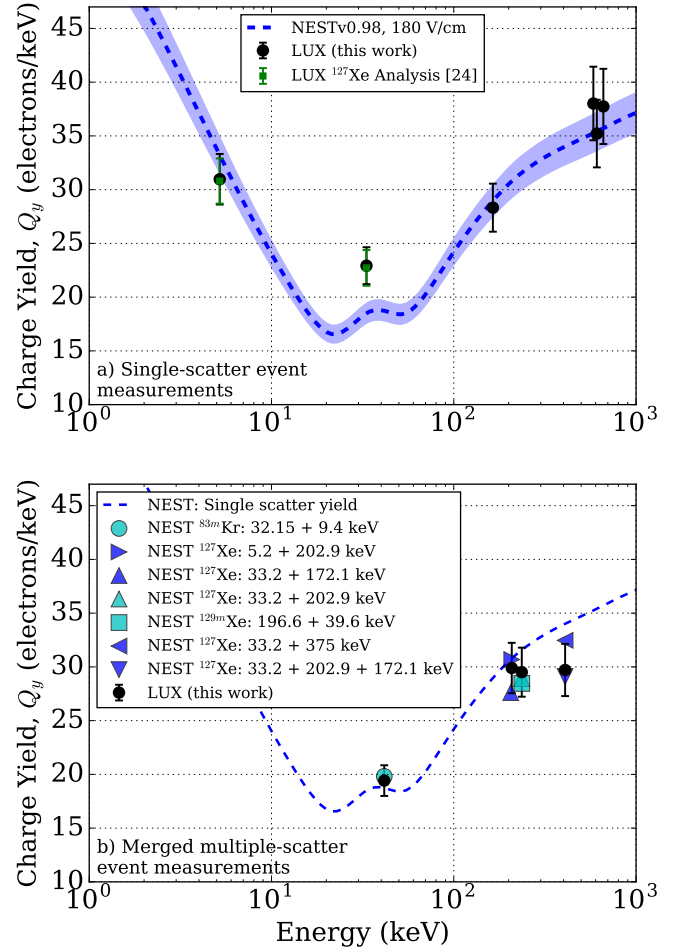 45
40
35
30
25
20
15
10
Charge Yield, Q_y (electrons/keV)
NESTv0.98, 180 V/cm
LUX (this work)
LUX ¹²⁷Xe Analysis [24]
a) Single-scatter event
measurements
10⁰ 10¹ 10² 10³
45
40
35
30
25
20
15
10
Charge Yield, Q_y (electrons/keV)
NEST: Single scatter yield
NEST ⁸³ᵐKr: 32.15 + 9.4 keV
NEST ¹²⁷Xe: 5.2 + 202.9 keV
NEST ¹²⁷Xe: 33.2 + 172.1 keV
NEST ¹²⁷Xe: 33.2 + 202.9 keV
NEST ¹²⁹ᵐXe: 196.6 + 39.6 keV
NEST ¹²⁷Xe: 33.2 + 375 keV
NEST ¹²⁷Xe: 33.2 + 202.9 + 172.1 keV
LUX (this work)
b) Merged multiple-scatter
event measurements
10⁰ 10¹ 10² 10³
Energy (keV)